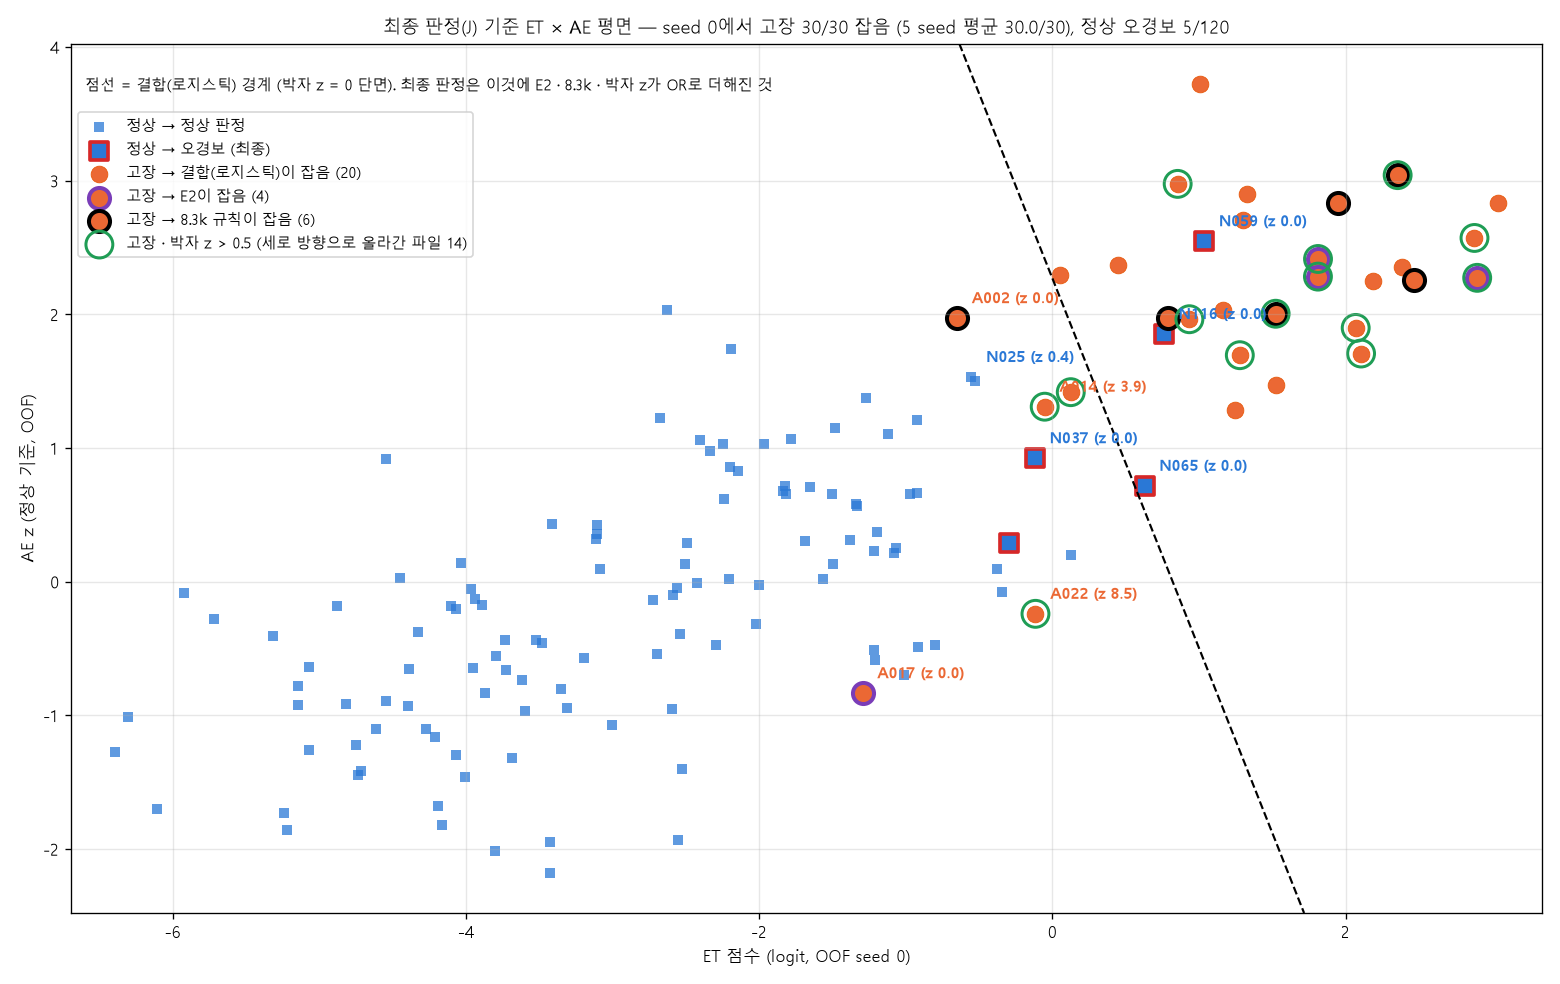 최종 판정(J) 기준 ET × AE 평면 — seed 0에서 고장 30/30 잡음 (5 seed 평균 30.0/30), 정상 오경보 5/120
점선 = 결합(로지스틱) 경계 (박자 z = 0 단면). 최종 판정은 이것에 E2 · 8.3k · 박자 z가 OR로 더해진 것
정상 → 정상 판정
정상 → 오경보 (최종)
고장 → 결합(로지스틱)이 잡음 (20)
고장 → E2이 잡음 (4)
고장 → 8.3k 규칙이 잡음 (6)
고장 · 박자 z > 0.5 (세로 방향으로 올라간 파일 14)
N059 (z 0.0)
A002 (z 0.0)
N116 (z 0.0)
N025 (z 0.4)
A014 (z 3.9)
N037 (z 0.0)
N065 (z 0.0)
A022 (z 8.5)
A017 (z 0.0)
4
3
2
1
0
-1
-2
AE z (정상 기준, OOF)
-6
-4
-2
0
2
ET 점수 (logit, OOF seed 0)